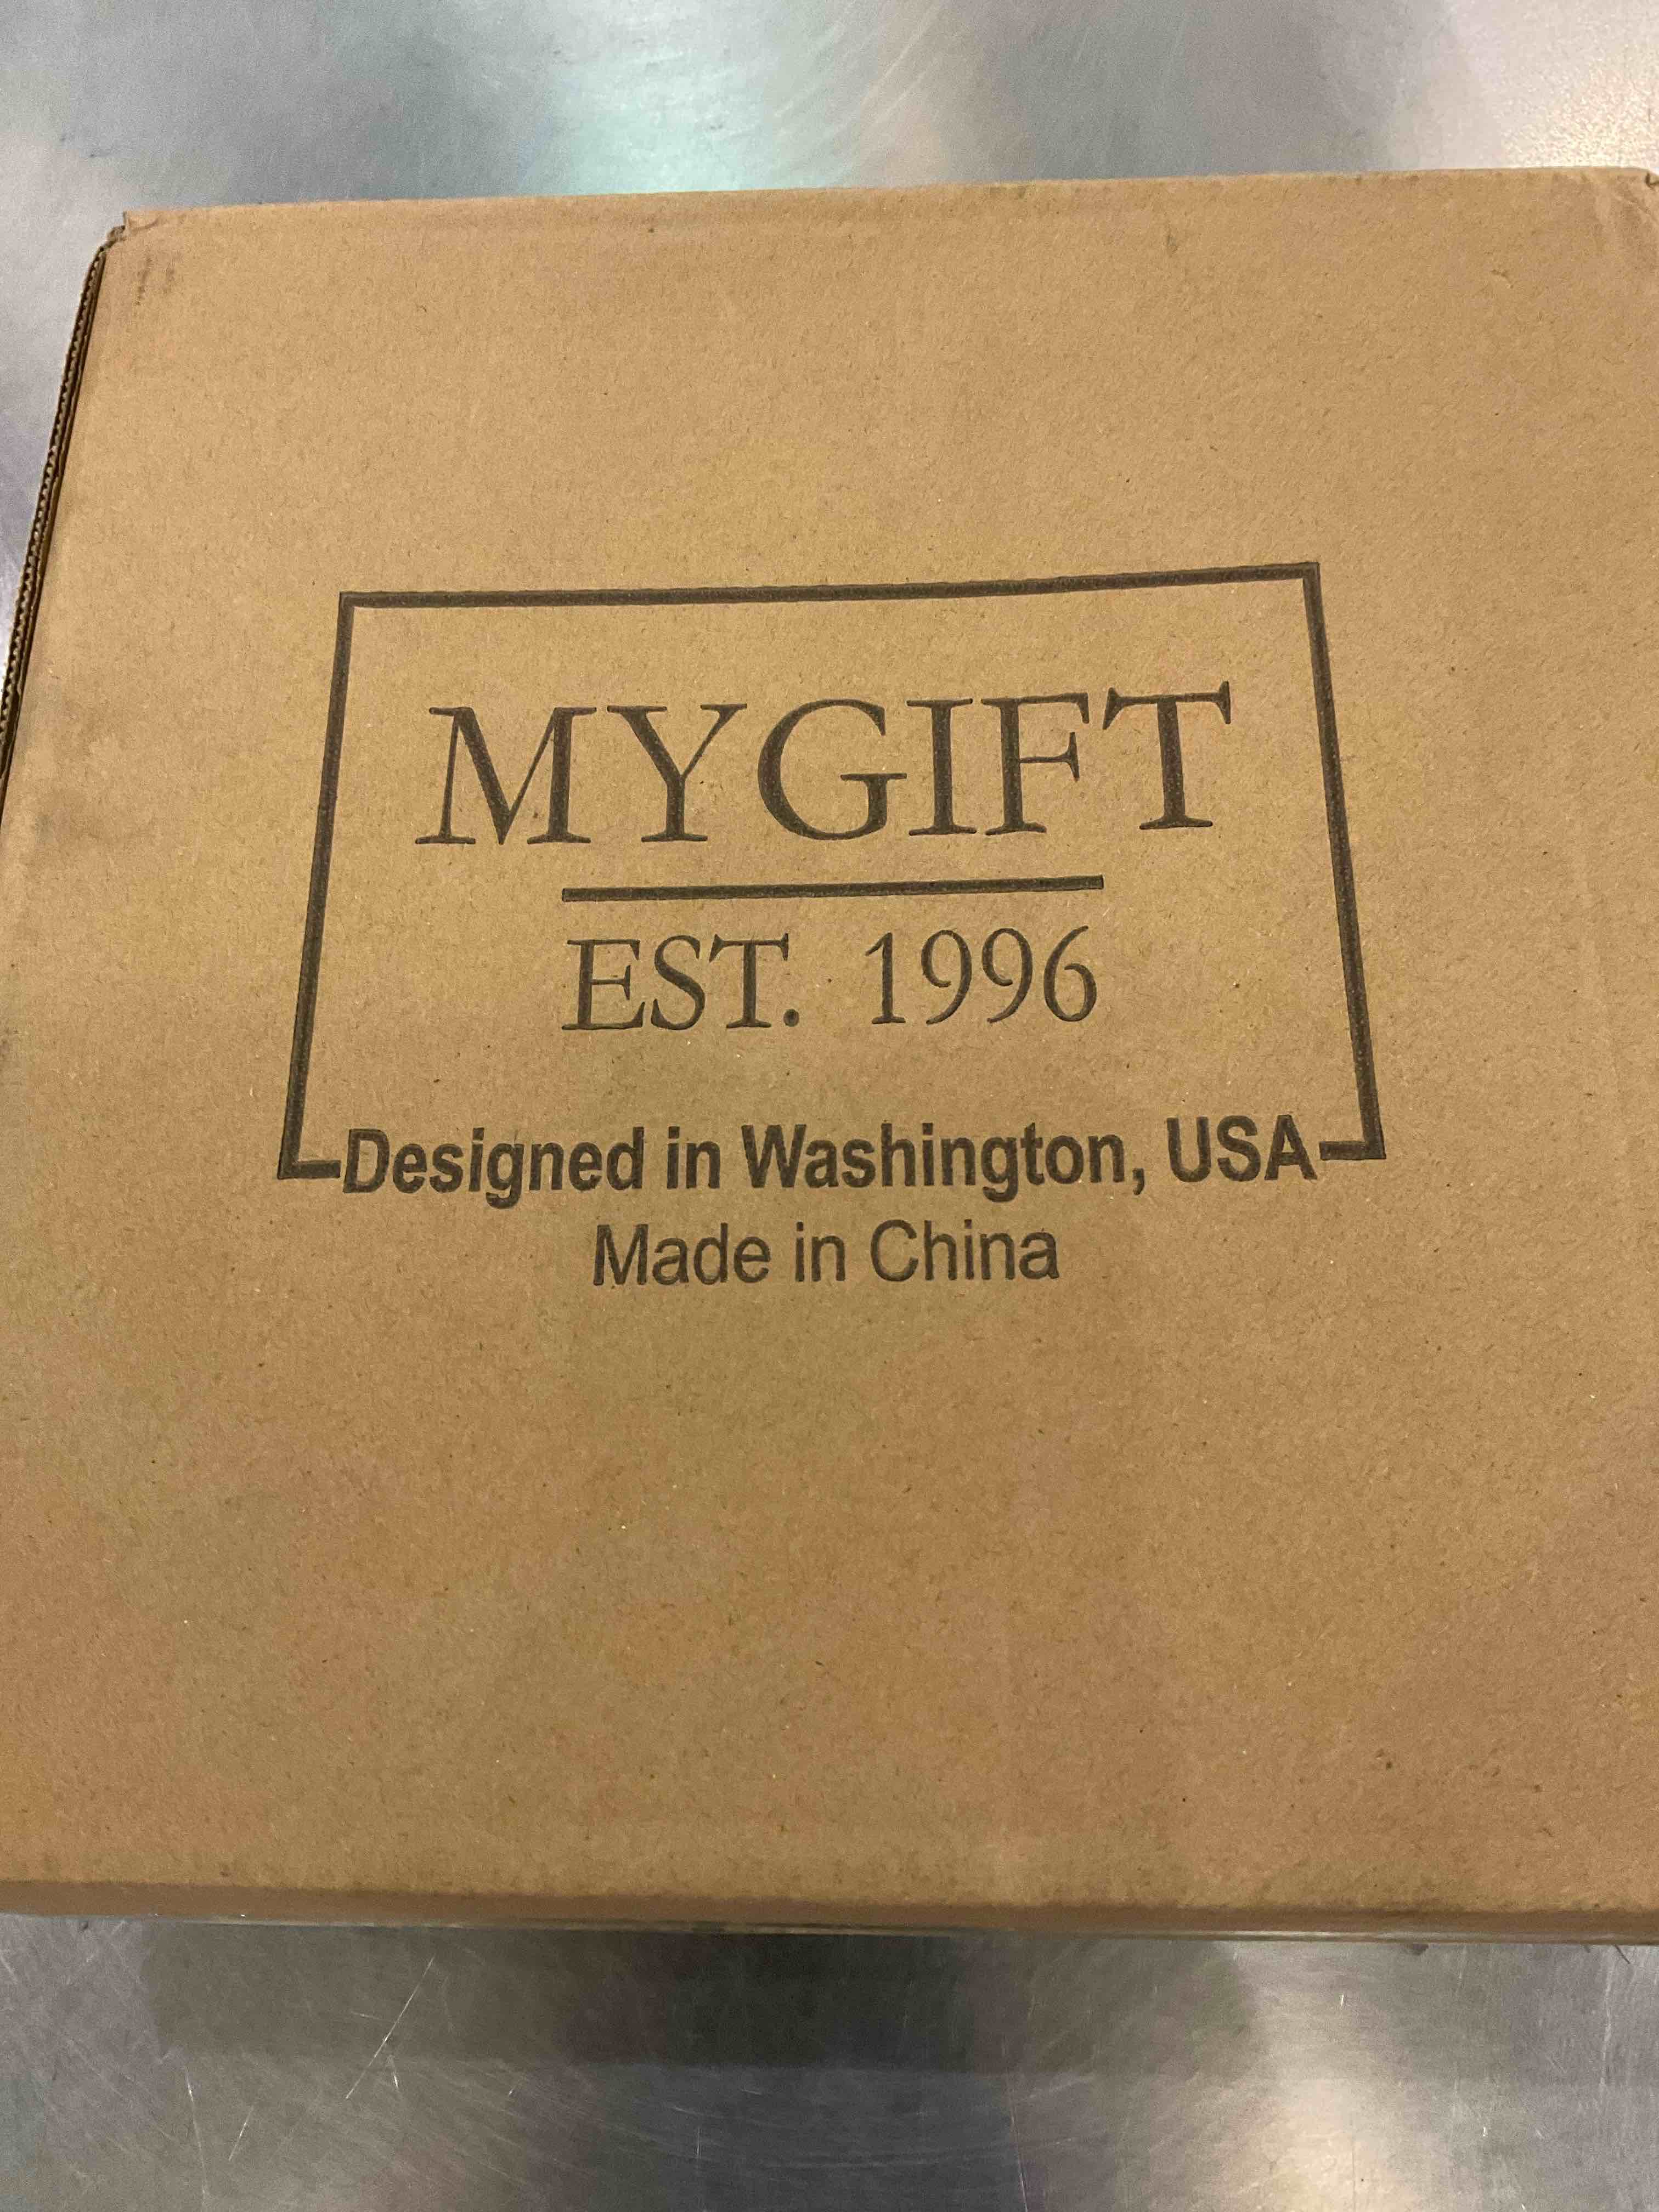 MYGIFT
EST. 1996
Designed in Washington, USA
Made in China